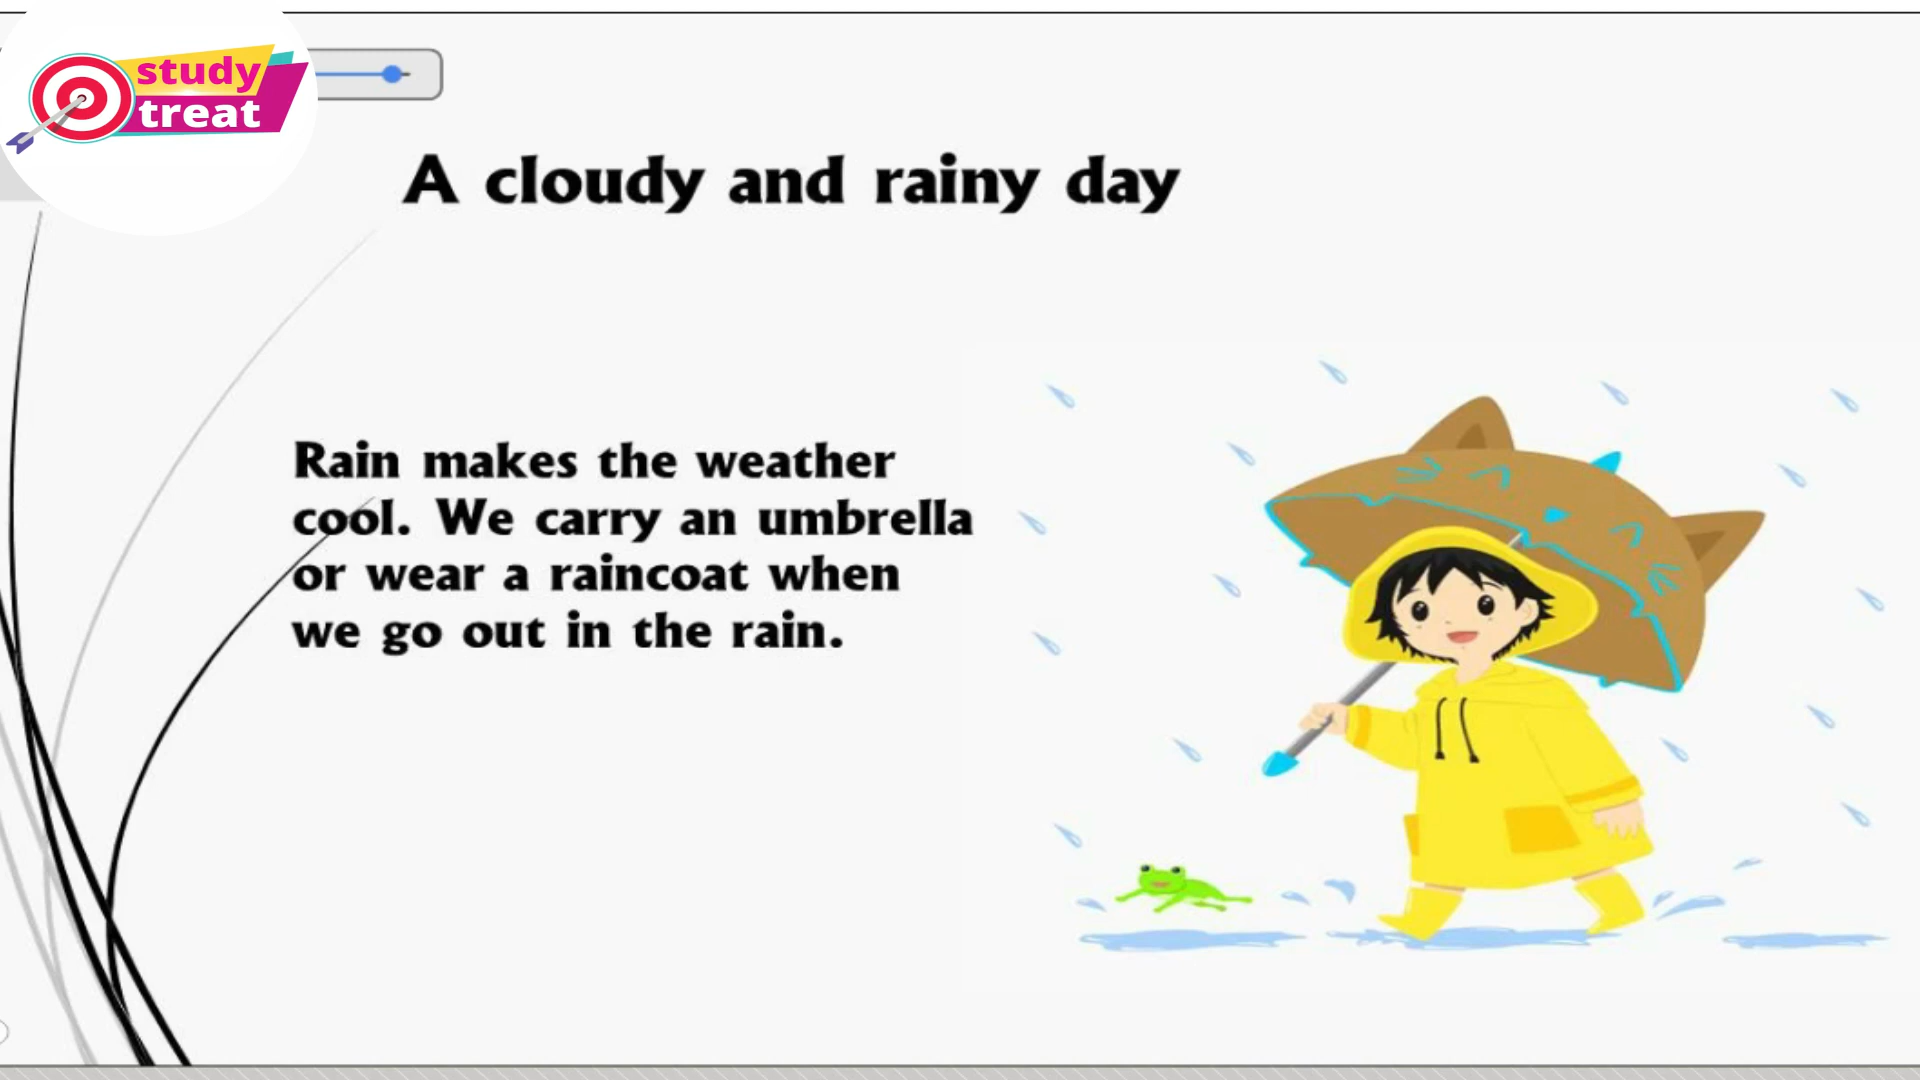 study
treat
A cloudy and rainy day
Rain makes the weather
cool. We carry an umbrella
or wear a raincoat when
we go out in the rain.